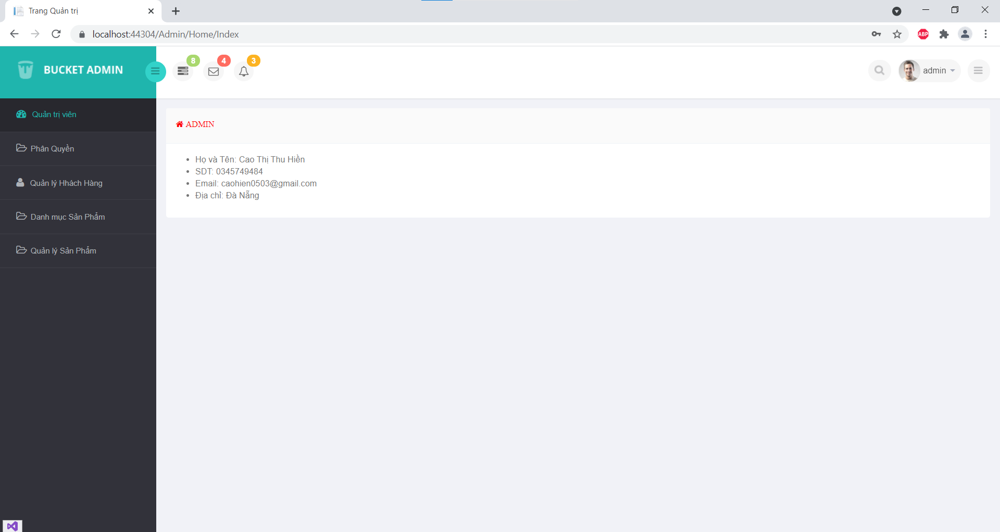 Trang Quản trị
localhost:44304/Admin/Home/Index
ABP
BUCKET ADMIN
8
4
3
admin
Quản trị viên
Phân Quyền
Quản lý Hhách Hàng
Danh mục Sản Phẩm
Quản lý Sản Phẩm
ADMIN
Họ và Tên: Cao Thị Thu Hiền
SDT: 0345749484
Email: caohien0503@gmail.com
Địa chỉ: Đà Nẵng